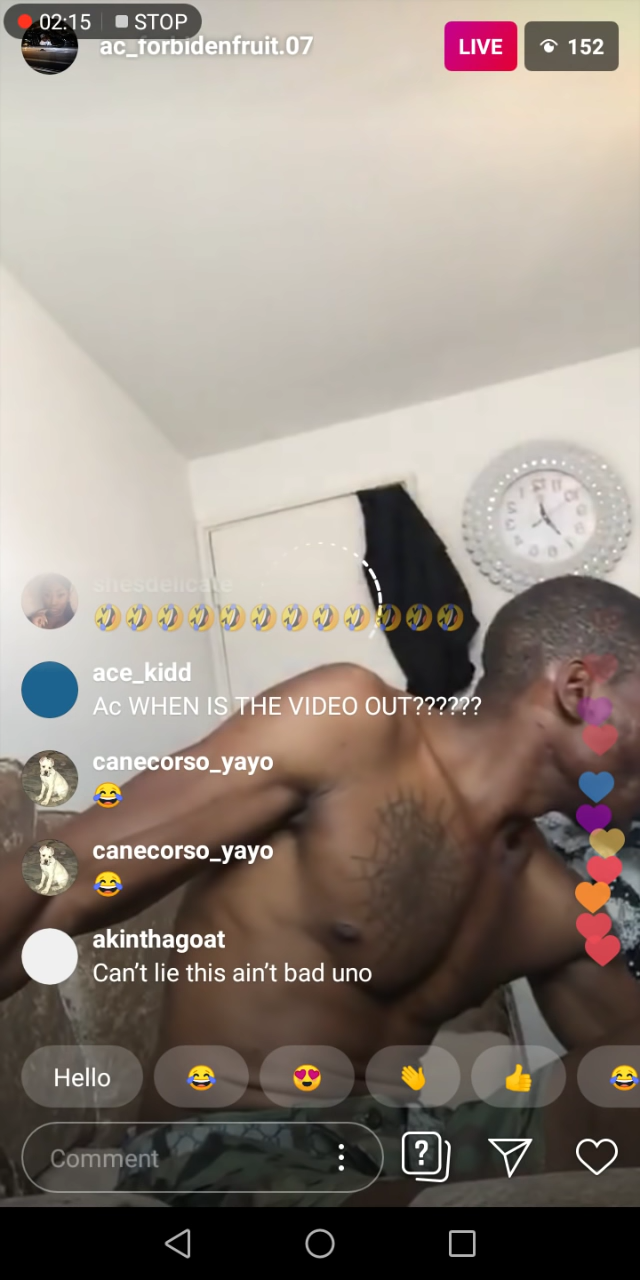 02:15 STOP
ac_forbidenfruit.07 LIVE 152
shesdelicate
🤣🤣🤣🤣🤣🤣🤣🤣🤣🤣🤣🤣
ace_kidd
Ac WHEN IS THE VIDEO OUT??????
canecorso_yayo
😂
canecorso_yayo
😂
akinthagoat
Can’t lie this ain’t bad uno
Hello 😂 😍 👏 👍 😂
Comment